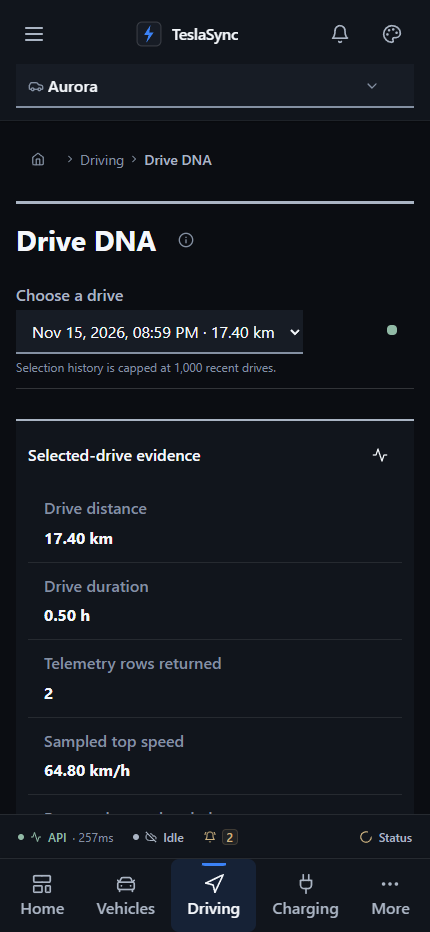 TeslaSync
Aurora
Driving
Drive DNA
Drive DNA
Choose a drive
Nov 15, 2026, 08:59 PM · 17.40 km
Selection history is capped at 1,000 recent drives.
Selected-drive evidence
Drive distance
17.40 km
Drive duration
0.50 h
Telemetry rows returned
2
Sampled top speed
64.80 km/h
API · 257ms
Idle
2
Status
Home
Vehicles
Driving
Charging
More